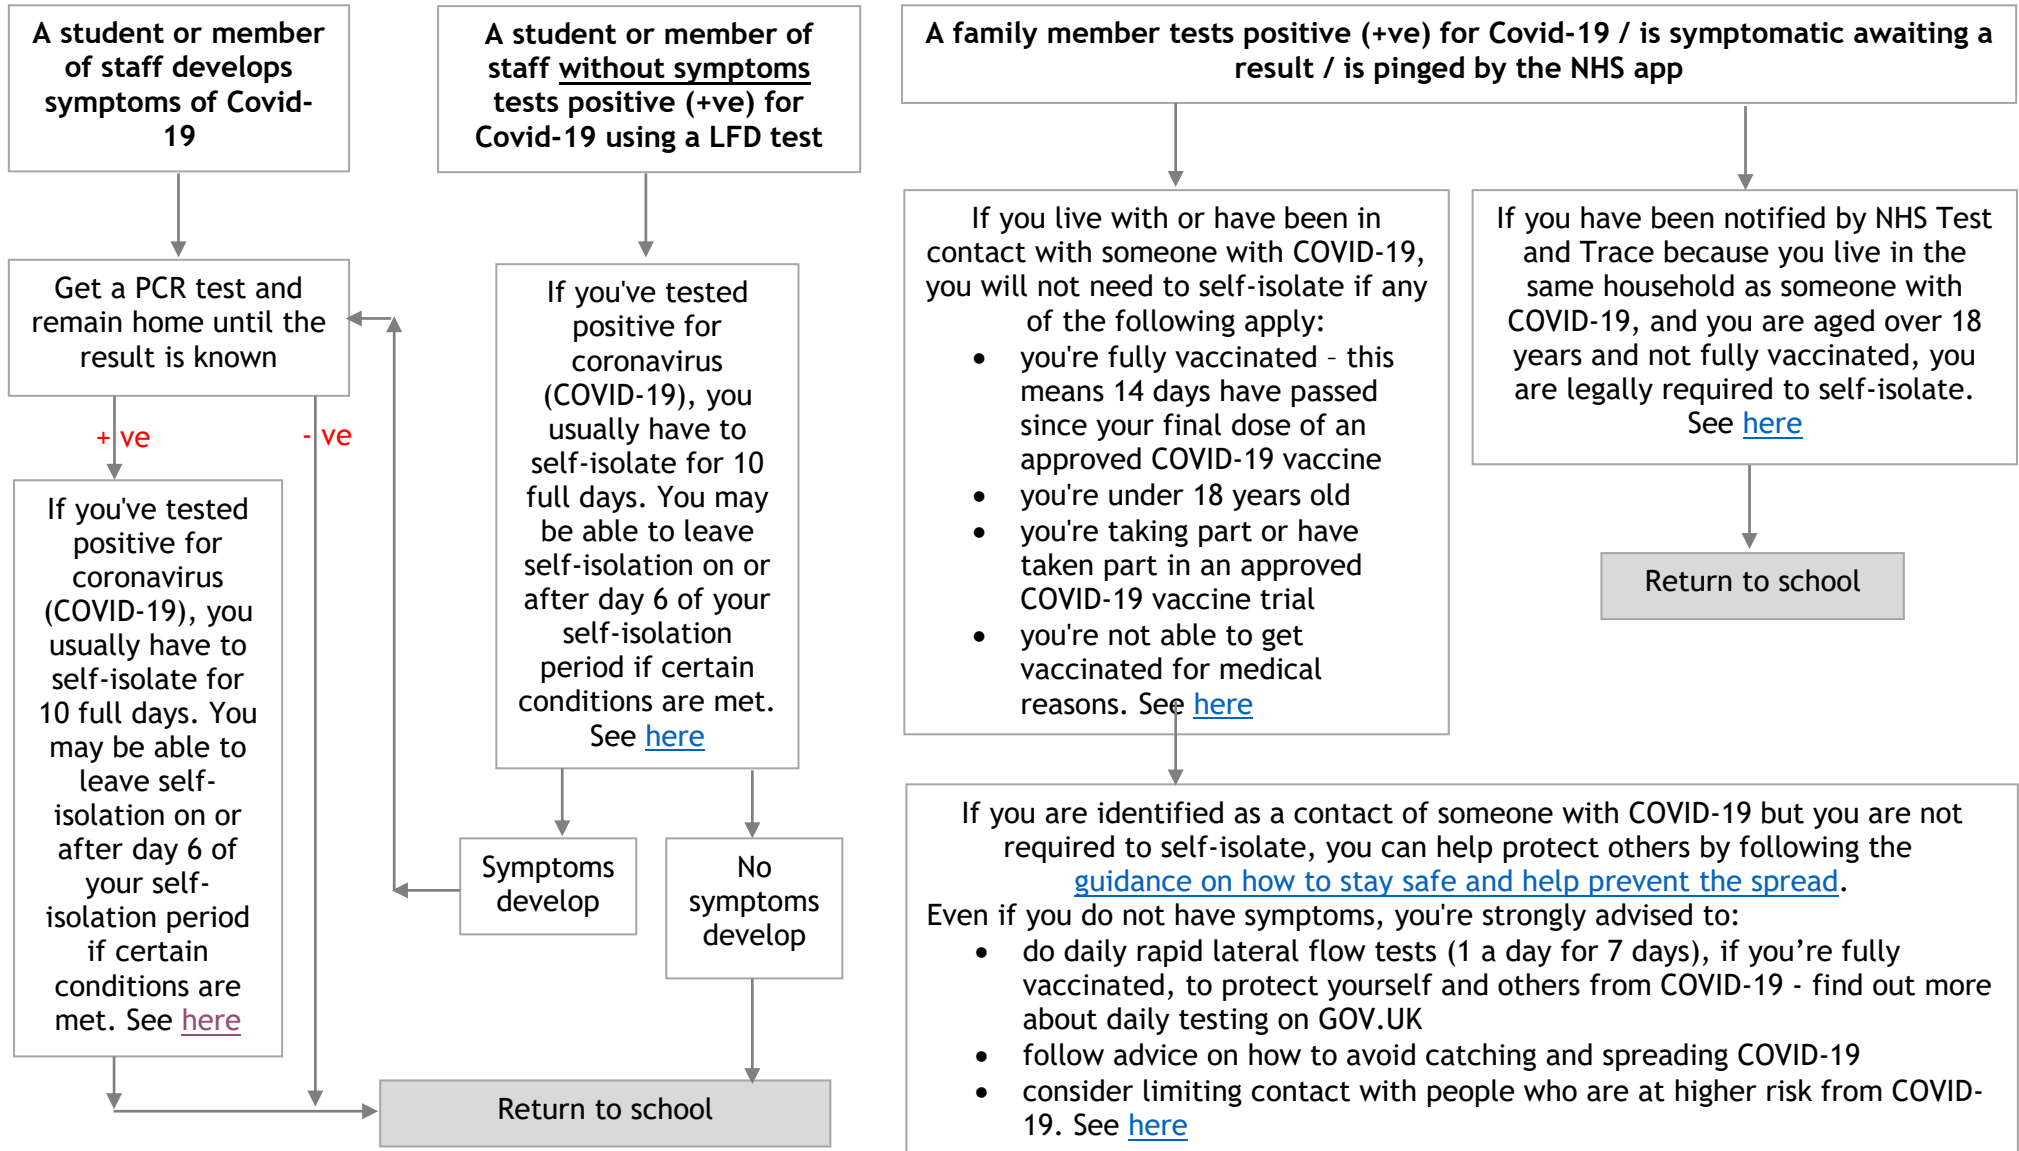 A student or member
of staff develops
symptoms of Covid-
19
Get a PCR test and
remain home until the
result is known
+ ve
- ve
If you've tested
positive for
coronavirus
(COVID-19), you
usually have to
self-isolate for
10 full days. You
may be able to
leave self-
isolation on or
after day 6 of
your self-
isolation period
if certain
conditions are
met. See here
A student or member of
staff without symptoms
tests positive (+ve) for
Covid-19 using a LFD test
If you've tested
positive for
coronavirus
(COVID-19), you
usually have to
self-isolate for 10
full days. You may
be able to leave
self-isolation on or
after day 6 of your
self-isolation
period if certain
conditions are met.
See here
Symptoms
develop
No
symptoms
develop
Return to school
A family member tests positive (+ve) for Covid-19 / is symptomatic awaiting a
result / is pinged by the NHS app
If you live with or have been in
contact with someone with COVID-19,
you will not need to self-isolate if any
of the following apply:
• you're fully vaccinated – this
means 14 days have passed
since your final dose of an
approved COVID-19 vaccine
• you're under 18 years old
• you're taking part or have
taken part in an approved
COVID-19 vaccine trial
• you're not able to get
vaccinated for medical
reasons. See here
If you have been notified by NHS Test
and Trace because you live in the
same household as someone with
COVID-19, and you are aged over 18
years and not fully vaccinated, you
are legally required to self-isolate.
See here
Return to school
If you are identified as a contact of someone with COVID-19 but you are not
required to self-isolate, you can help protect others by following the
guidance on how to stay safe and help prevent the spread.
Even if you do not have symptoms, you're strongly advised to:
• do daily rapid lateral flow tests (1 a day for 7 days), if you’re fully
vaccinated, to protect yourself and others from COVID-19 - find out more
about daily testing on GOV.UK
• follow advice on how to avoid catching and spreading COVID-19
• consider limiting contact with people who are at higher risk from COVID-
19. See here